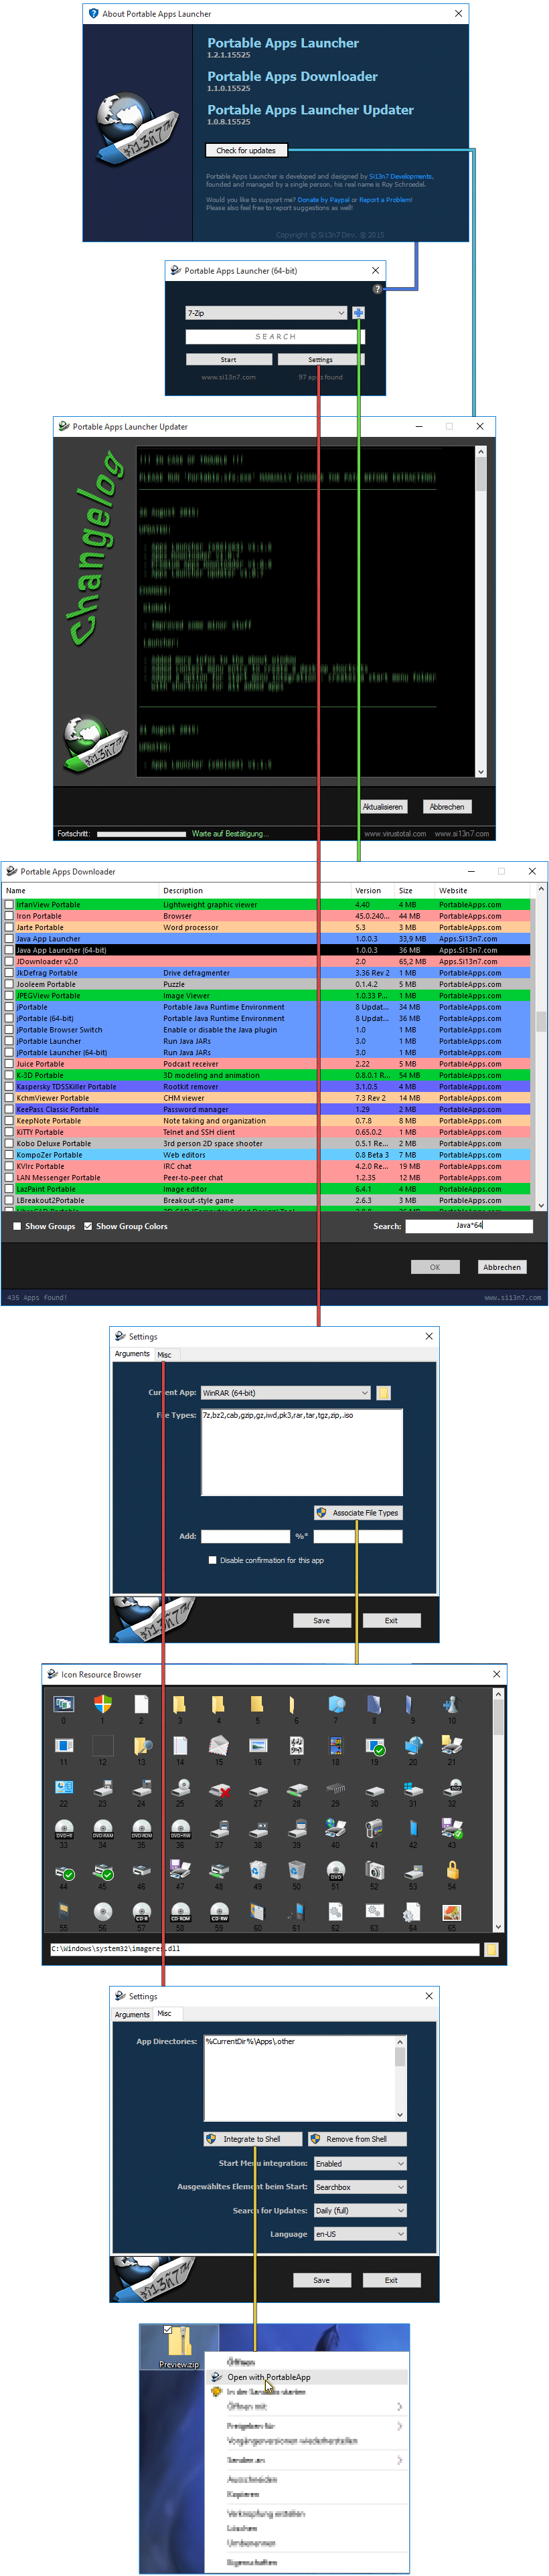 About Portable Apps Launcher
Portable Apps Launcher
1.2.1.15525
Portable Apps Downloader
1.1.0.15525
Portable Apps Launcher Updater
1.0.8.15525
Check for updates
Portable Apps Launcher is developed and designed by Si13n7 Developments,
founded and managed by a single person, his real name is Roy Schroedel.
Would you like to support me? Donate by Paypal or Report a Problem!
Please also feel free to report suggestions as well!
Copyright © Si13n7 Dev. ® 2015
Portable Apps Launcher (64-bit)
7-Zip
SEARCH
Start Settings
www.si13n7.com 97 apps found
Portable Apps Launcher Updater
Changelog
Aktualisieren Abbrechen
Fortschritt: Warte auf Bestätigung... www.virustotal.com www.si13n7.com
Portable Apps Downloader
Name Description Version Size Website
IrfanView Portable Lightweight graphic viewer 4.40 4 MB PortableApps.com
Iron Portable Browser 45.0.240... 44 MB PortableApps.com
Jarte Portable Word processor 5.3 3 MB PortableApps.com
Java App Launcher 1.0.0.3 33,9 MB Apps.Si13n7.com
Java App Launcher (64-bit) 1.0.0.3 36 MB Apps.Si13n7.com
JDownloader v2.0 2.0 65,2 MB Apps.Si13n7.com
JkDefrag Portable Drive defragmenter 3.36 Rev 2 1 MB PortableApps.com
Jooleem Portable Puzzle 0.1.4.2 5 MB PortableApps.com
JPEGView Portable Image Viewer 1.0.33 P... 1 MB PortableApps.com
jPortable Portable Java Runtime Environment 8 Updat... 34 MB PortableApps.com
jPortable (64-bit) Portable Java Runtime Environment 8 Updat... 36 MB PortableApps.com
jPortable Browser Switch Enable or disable the Java plugin 1.0 1 MB PortableApps.com
jPortable Launcher Run Java JARs 3.0 1 MB PortableApps.com
jPortable Launcher (64-bit) Run Java JARs 3.0 1 MB PortableApps.com
Juice Portable Podcast receiver 2.22 5 MB PortableApps.com
K-3D Portable 3D modeling and animation 0.8.0.1 R... 54 MB PortableApps.com
Kaspersky TDSSKiller Portable Rootkit remover 3.1.0.5 4 MB PortableApps.com
KchmViewer Portable CHM viewer 7.3 Rev 2 14 MB PortableApps.com
KeePass Classic Portable Password manager 1.29 2 MB PortableApps.com
KeepNote Portable Note taking and organization 0.7.8 8 MB PortableApps.com
KiTTY Portable Telnet and SSH client 0.65.0.2 1 MB PortableApps.com
Kobo Deluxe Portable 3rd person 2D space shooter 0.5.1 Re... 2 MB PortableApps.com
KompoZer Portable Web editors 0.8 Beta 3 7 MB PortableApps.com
KVIrc Portable IRC chat 4.2.0 Re... 19 MB PortableApps.com
LAN Messenger Portable Peer-to-peer chat 1.2.35 12 MB PortableApps.com
LazPaint Portable Image editor 6.4.1 4 MB PortableApps.com
LBreakout2 Portable Breakout-style game 2.6.3 3 MB PortableApps.com
Show Groups Show Group Colors Search: Java*64
OK Abbrechen
435 Apps found! www.si13n7.com
Settings
Arguments Misc
Current App: WinRAR (64-bit)
File Types: 7z,bz2,cab,gzip,gz,iwd,pk3,rar,tar,tgz,zip,.iso
Associate File Types
Add: %*
Disable confirmation for this app
Save Exit
Icon Resource Browser
0 1 2 3 4 5 6 7 8 9 10
11 12 13 14 15 16 17 18 19 20 21
22 23 24 25 26 27 28 29 30 31 32
33 34 35 36 37 38 39 40 41 42 43
44 45 46 47 48 49 50 51 52 53 54
55 56 57 58 59 60 61 62 63 64 65
C:\Windows\system32\imageres.dll
Settings
Arguments Misc
App Directories: %CurrentDir%\Apps\.other
Integrate to Shell Remove from Shell
Start Menu integration: Enabled
Ausgewähltes Element beim Start: Searchbox
Search for Updates: Daily (full)
Language en-US
Save Exit
Preview.zip
Öffnen
Open with PortableApp
In der Sandbox starten
Öffnen mit
Freigeben für
Vorgängerversionen wiederherstellen
Senden an
Ausschneiden
Kopieren
Verknüpfung erstellen
Löschen
Umbenennen
Eigenschaften